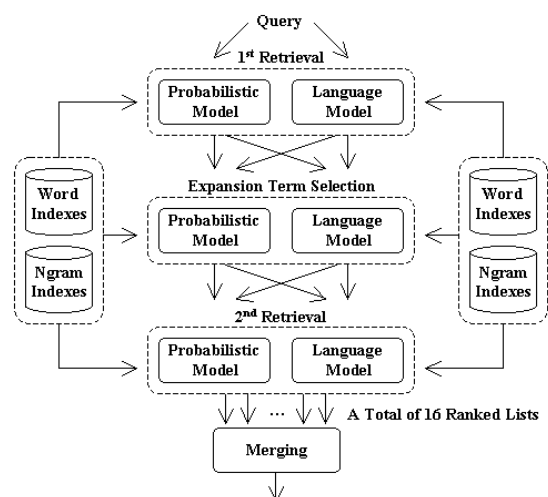 Query
1st Retrieval
Probabilistic Model
Language Model
Word Indexes
Ngram Indexes
Word Indexes
Ngram Indexes
Expansion Term Selection
Probabilistic Model
Language Model
2nd Retrieval
Probabilistic Model
Language Model
...
A Total of 16 Ranked Lists
Merging